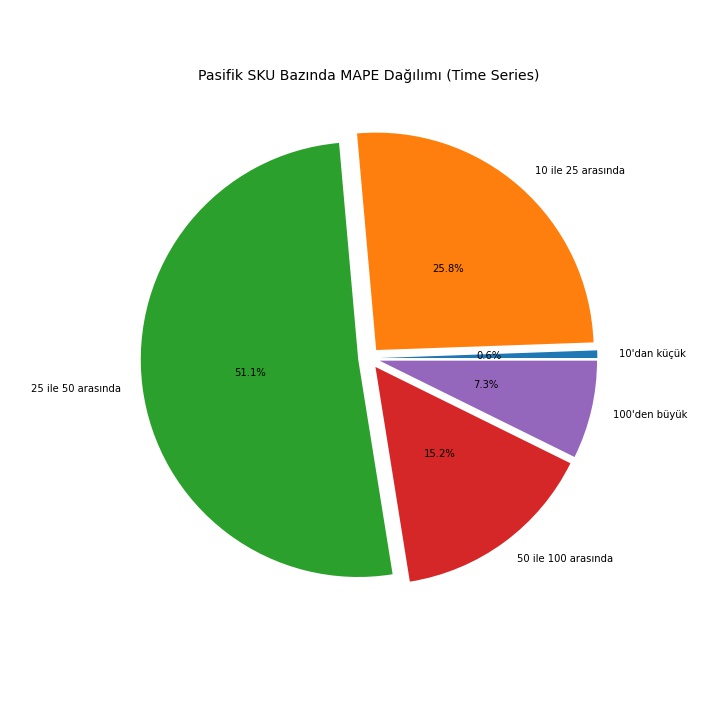 Pasifik SKU Bazında MAPE Dağılımı (Time Series)
10 ile 25 arasında
25.8%
0.6%
10'dan küçük
51.1%
25 ile 50 arasında
7.3%
100'den büyük
15.2%
50 ile 100 arasında